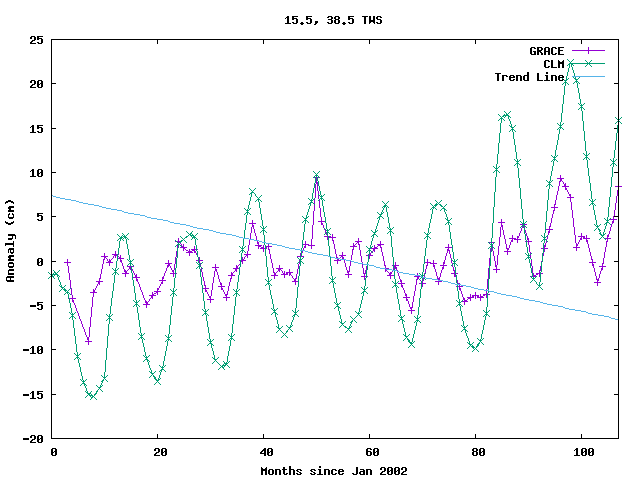 15.5, 38.5 TWS
GRACE
CLM
Trend Line
25
20
15
10
5
0
-5
-10
-15
-20
Anomaly (cm)
0 20 40 60 80 100
Months since Jan 2002